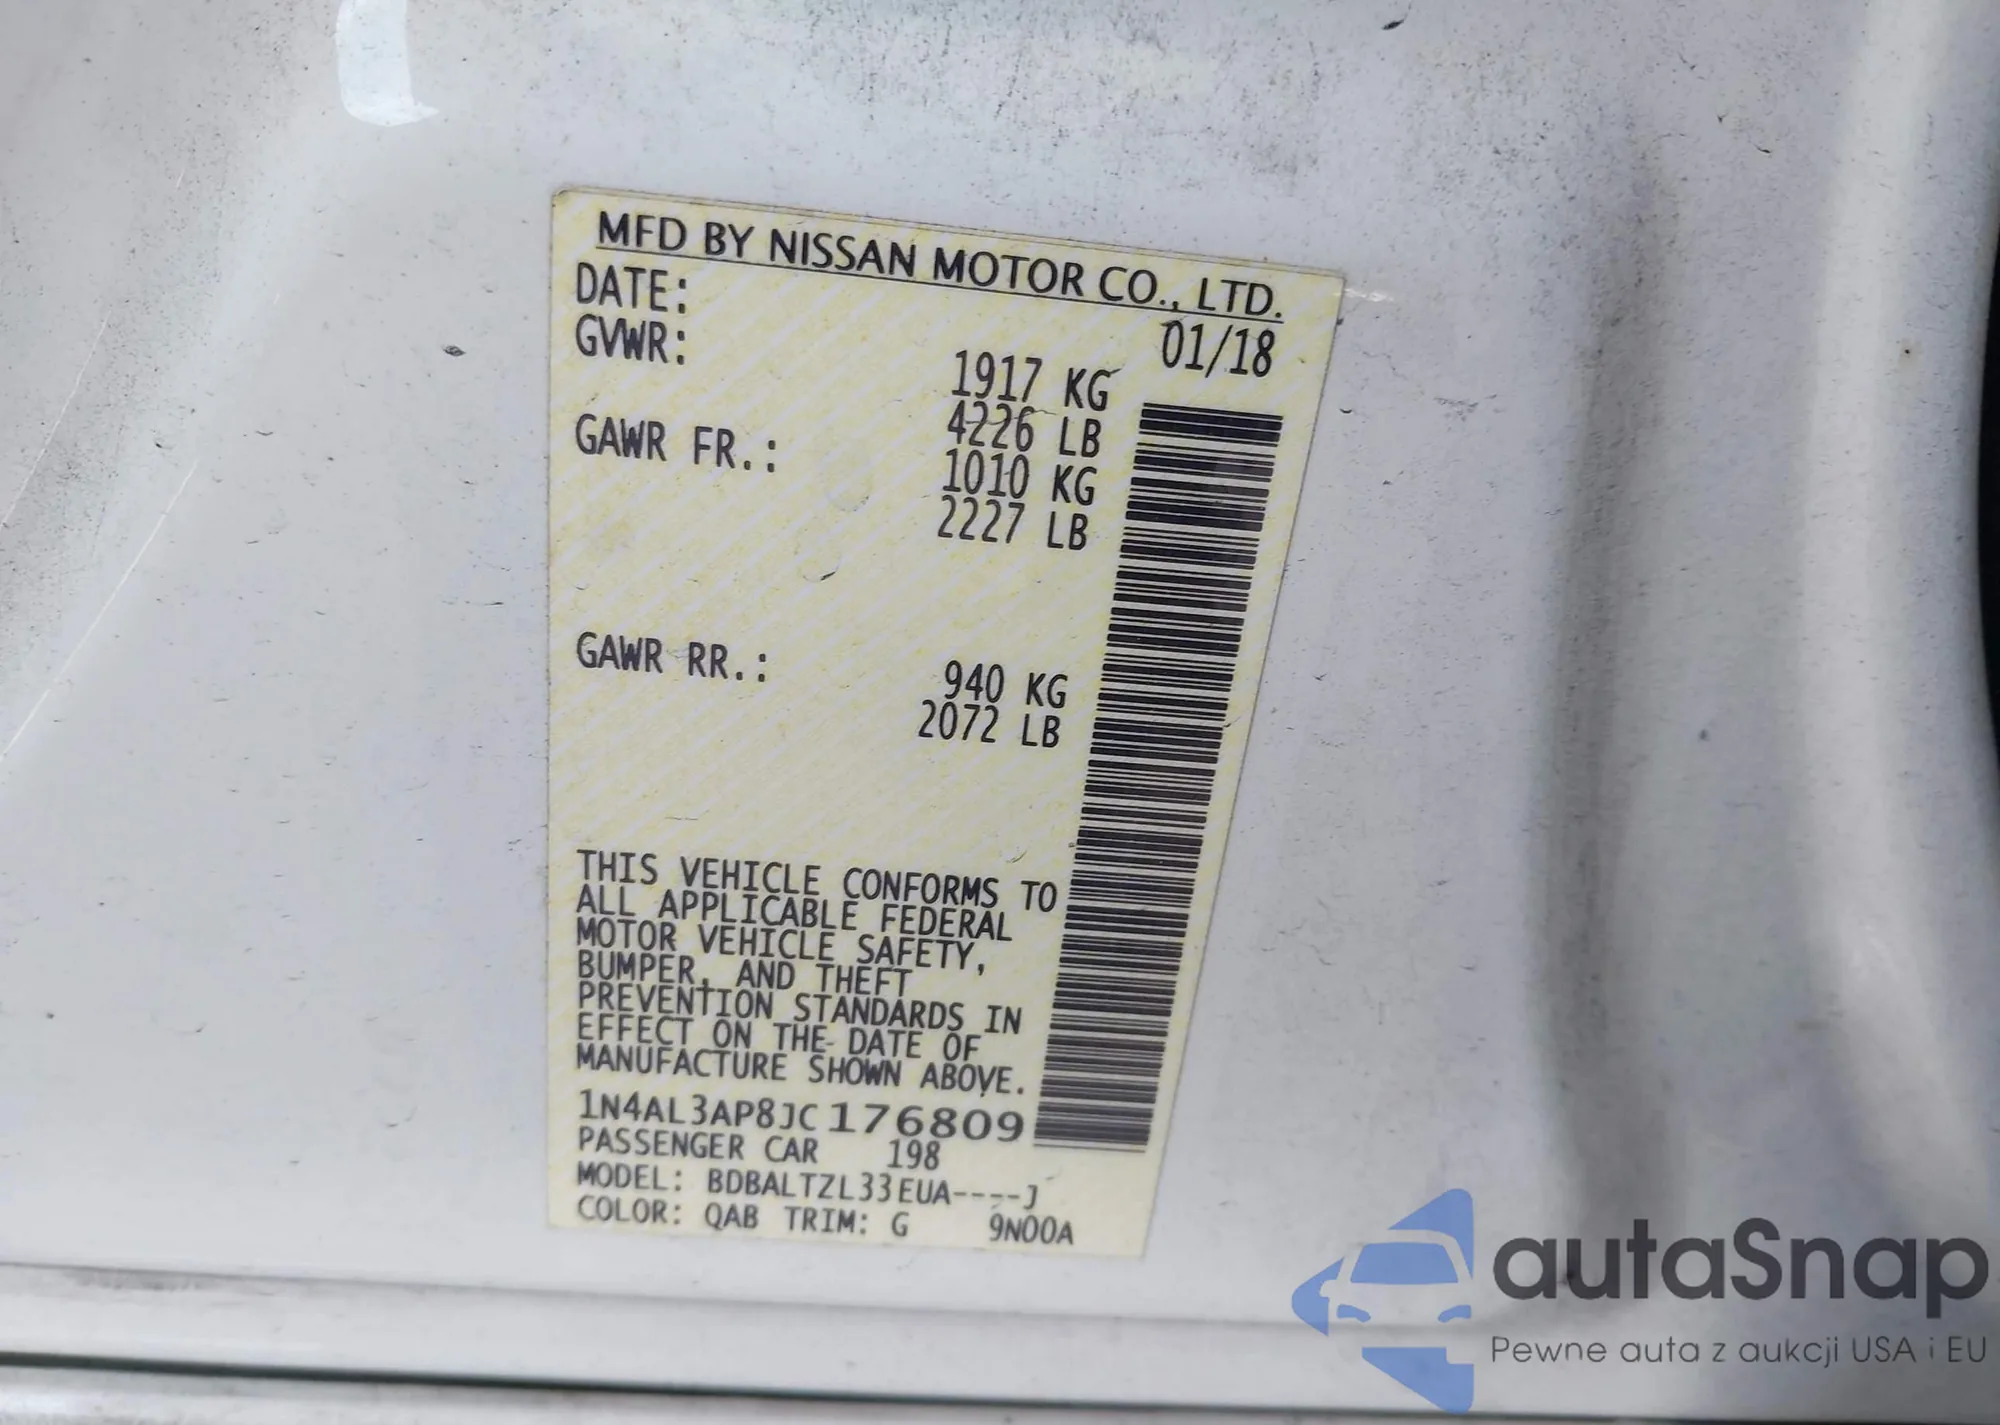 MFD BY NISSAN MOTOR CO., LTD.
DATE: 01/18
GVWR: 1917 KG
4226 LB
GAWR FR.: 1010 KG
2227 LB
GAWR RR.: 940 KG
2072 LB
THIS VEHICLE CONFORMS TO
ALL APPLICABLE FEDERAL
MOTOR VEHICLE SAFETY,
BUMPER, AND THEFT
PREVENTION STANDARDS IN
EFFECT ON THE DATE OF
MANUFACTURE SHOWN ABOVE.
1N4AL3AP8JC176809
PASSENGER CAR 198
MODEL: BDBALTZL33EUA----J
COLOR: QAB TRIM: G 9N00A
autaSnap
Pewne auta z aukcji USA i EU